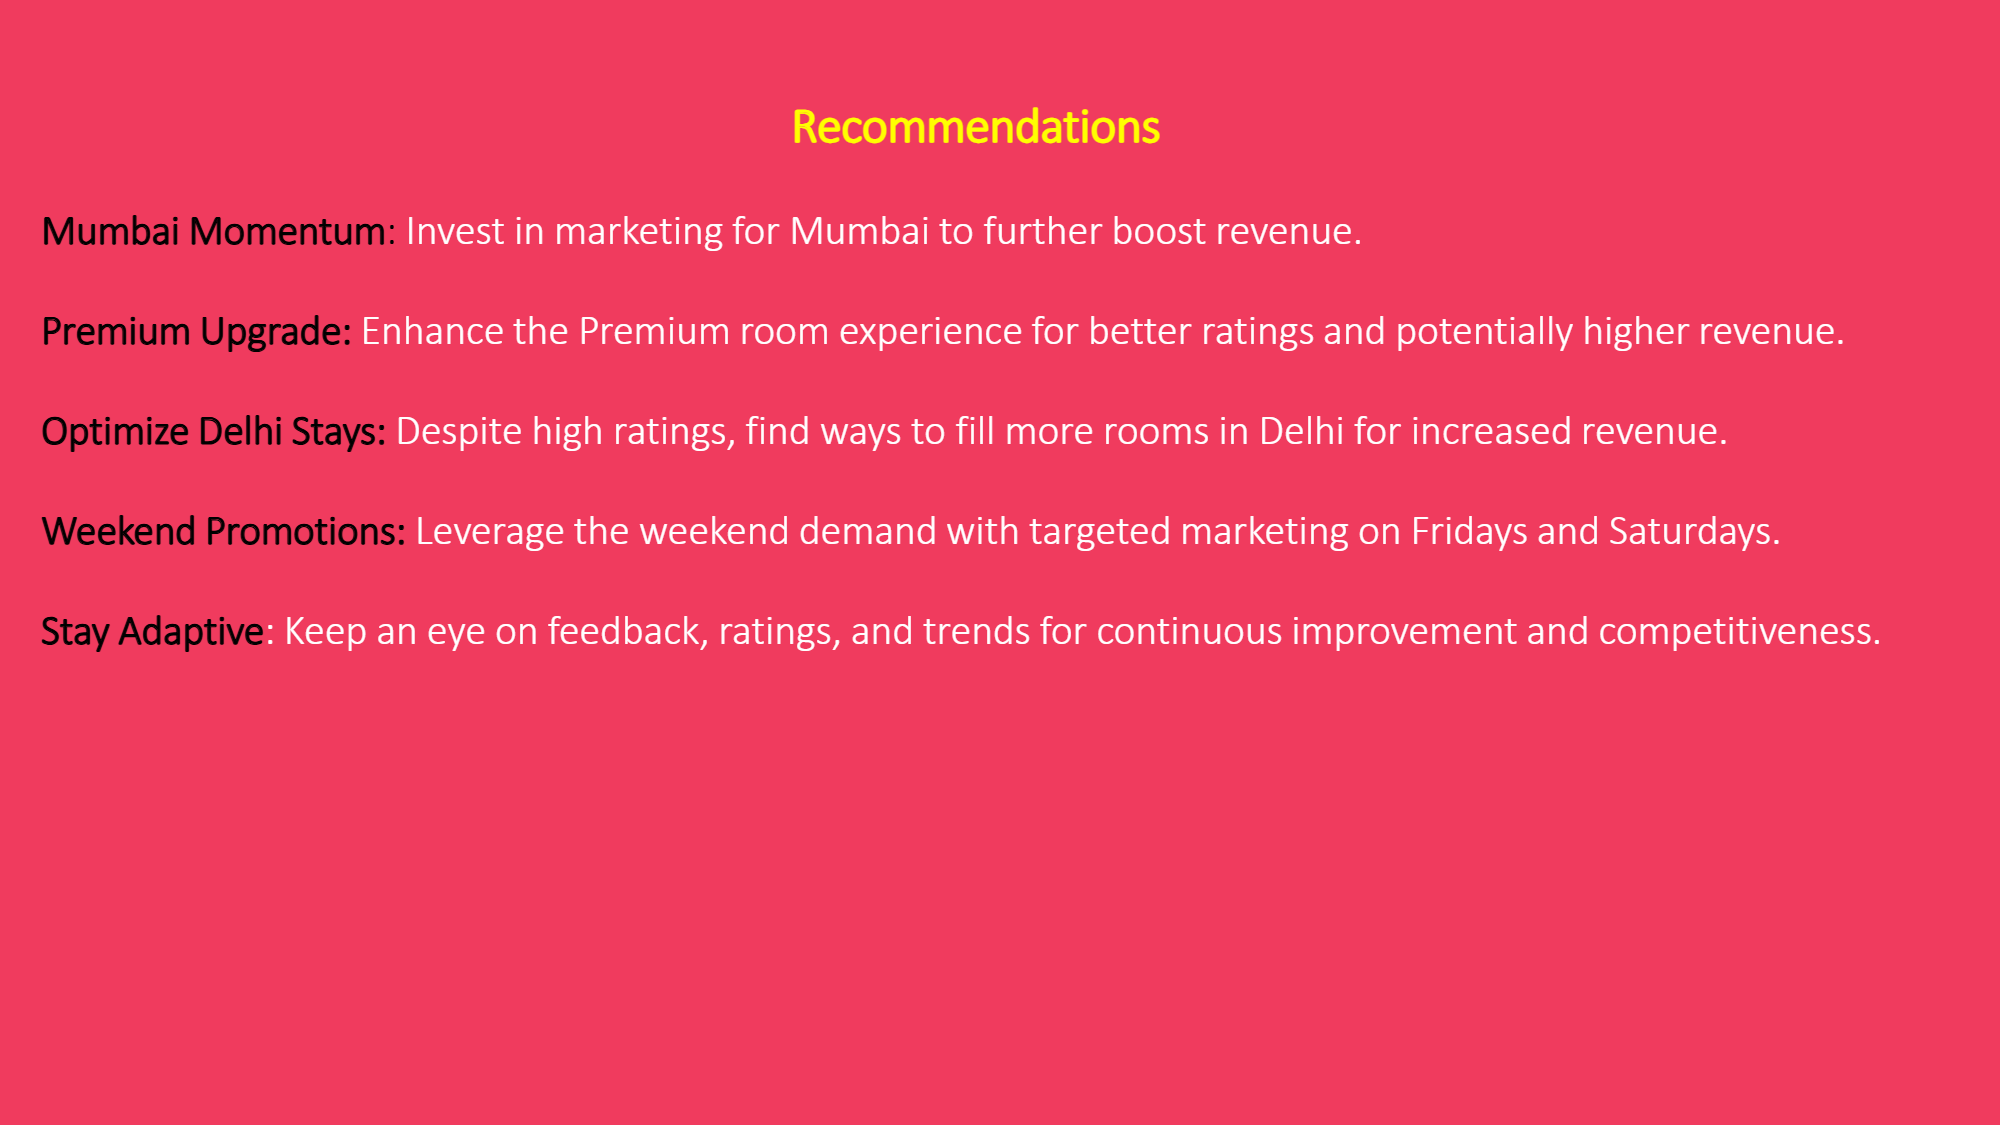 Recommendations
Mumbai Momentum: Invest in marketing for Mumbai to further boost revenue.
Premium Upgrade: Enhance the Premium room experience for better ratings and potentially higher revenue.
Optimize Delhi Stays: Despite high ratings, find ways to fill more rooms in Delhi for increased revenue.
Weekend Promotions: Leverage the weekend demand with targeted marketing on Fridays and Saturdays.
Stay Adaptive: Keep an eye on feedback, ratings, and trends for continuous improvement and competitiveness.